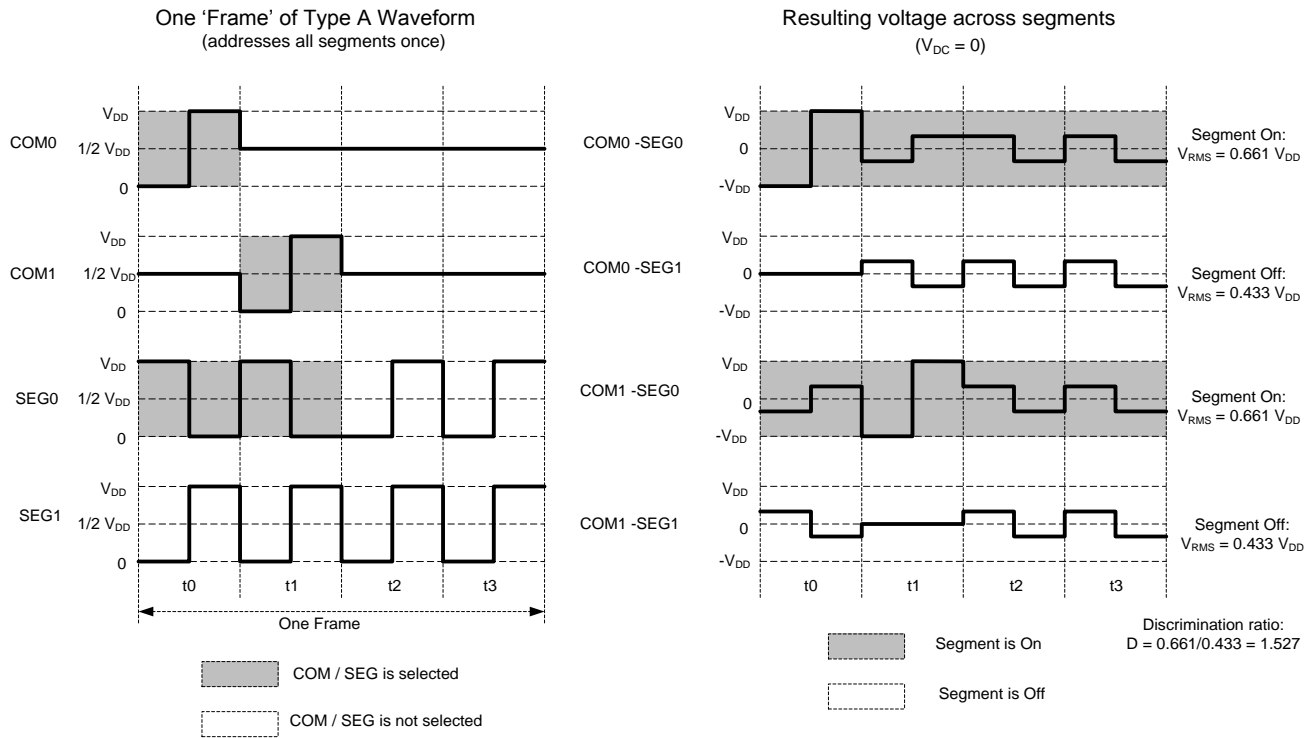 One ‘Frame’ of Type A Waveform
(addresses all segments once)
Resulting voltage across segments
(VDC = 0)
COM0
VDD
1/2 VDD
0
COM1
VDD
1/2 VDD
0
SEG0
VDD
1/2 VDD
0
SEG1
VDD
1/2 VDD
0
t0
t1
t2
t3
One Frame
COM / SEG is selected
COM / SEG is not selected
COM0 -SEG0
VDD
0
-VDD
Segment On:
VRMS = 0.661 VDD
COM0 -SEG1
VDD
0
-VDD
Segment Off:
VRMS = 0.433 VDD
COM1 -SEG0
VDD
0
-VDD
Segment On:
VRMS = 0.661 VDD
COM1 -SEG1
VDD
0
-VDD
Segment Off:
VRMS = 0.433 VDD
t0
t1
t2
t3
Segment is On
Segment is Off
Discrimination ratio:
D = 0.661/0.433 = 1.527